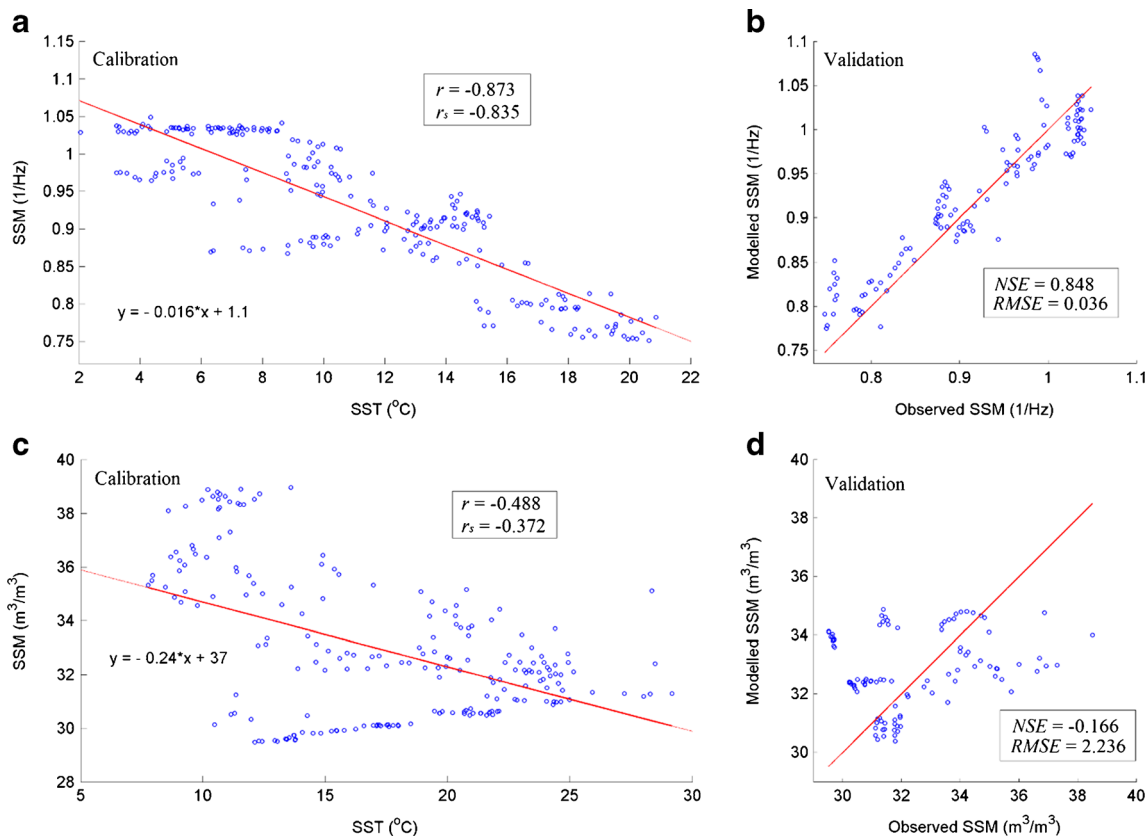 a
Calibration
r = -0.873
rs = -0.835
y = - 0.016*x + 1.1
1.15
1.1
1.05
1
0.95
0.9
0.85
0.8
0.75
SSM (1/Hz)
2 4 6 8 10 12 14 16 18 20 22
SST (°C)
b
Validation
NSE = 0.848
RMSE = 0.036
1.1
1.05
1
0.95
0.9
0.85
0.8
0.75
Modelled SSM (1/Hz)
0.8 0.9 1 1.1
Observed SSM (1/Hz)
c
Calibration
r = -0.488
rs = -0.372
y = - 0.24*x + 37
40
38
36
34
32
30
28
SSM (m³/m³)
5 10 15 20 25 30
SST (°C)
d
Validation
NSE = -0.166
RMSE = 2.236
40
38
36
34
32
30
Modelled SSM (m³/m³)
30 32 34 36 38 40
Observed SSM (m³/m³)